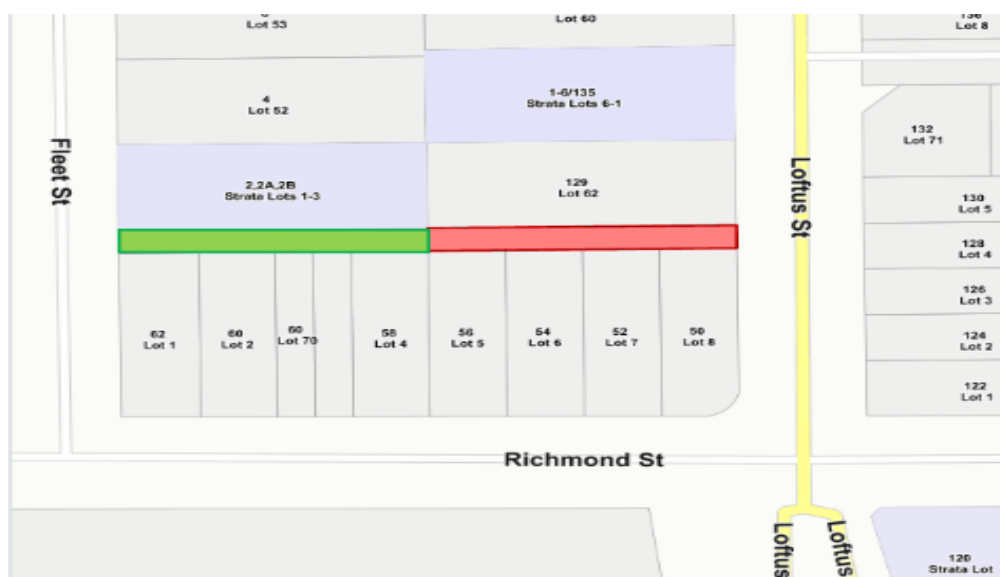 Lot 53
Lot 60
136
Lot 8
4
Lot 52
1-6/135
Strata Lots 6-1
132
Lot 71
Fleet St
2,2A,2B
Strata Lots 1-3
129
Lot 62
Loftus St
130
Lot 5
128
Lot 4
126
Lot 3
62
Lot 1
60
Lot 2
60
Lot 70
58
Lot 4
56
Lot 5
54
Lot 6
52
Lot 7
50
Lot 8
124
Lot 2
122
Lot 1
Richmond St
Loftus
Loftus
120
Strata Lot